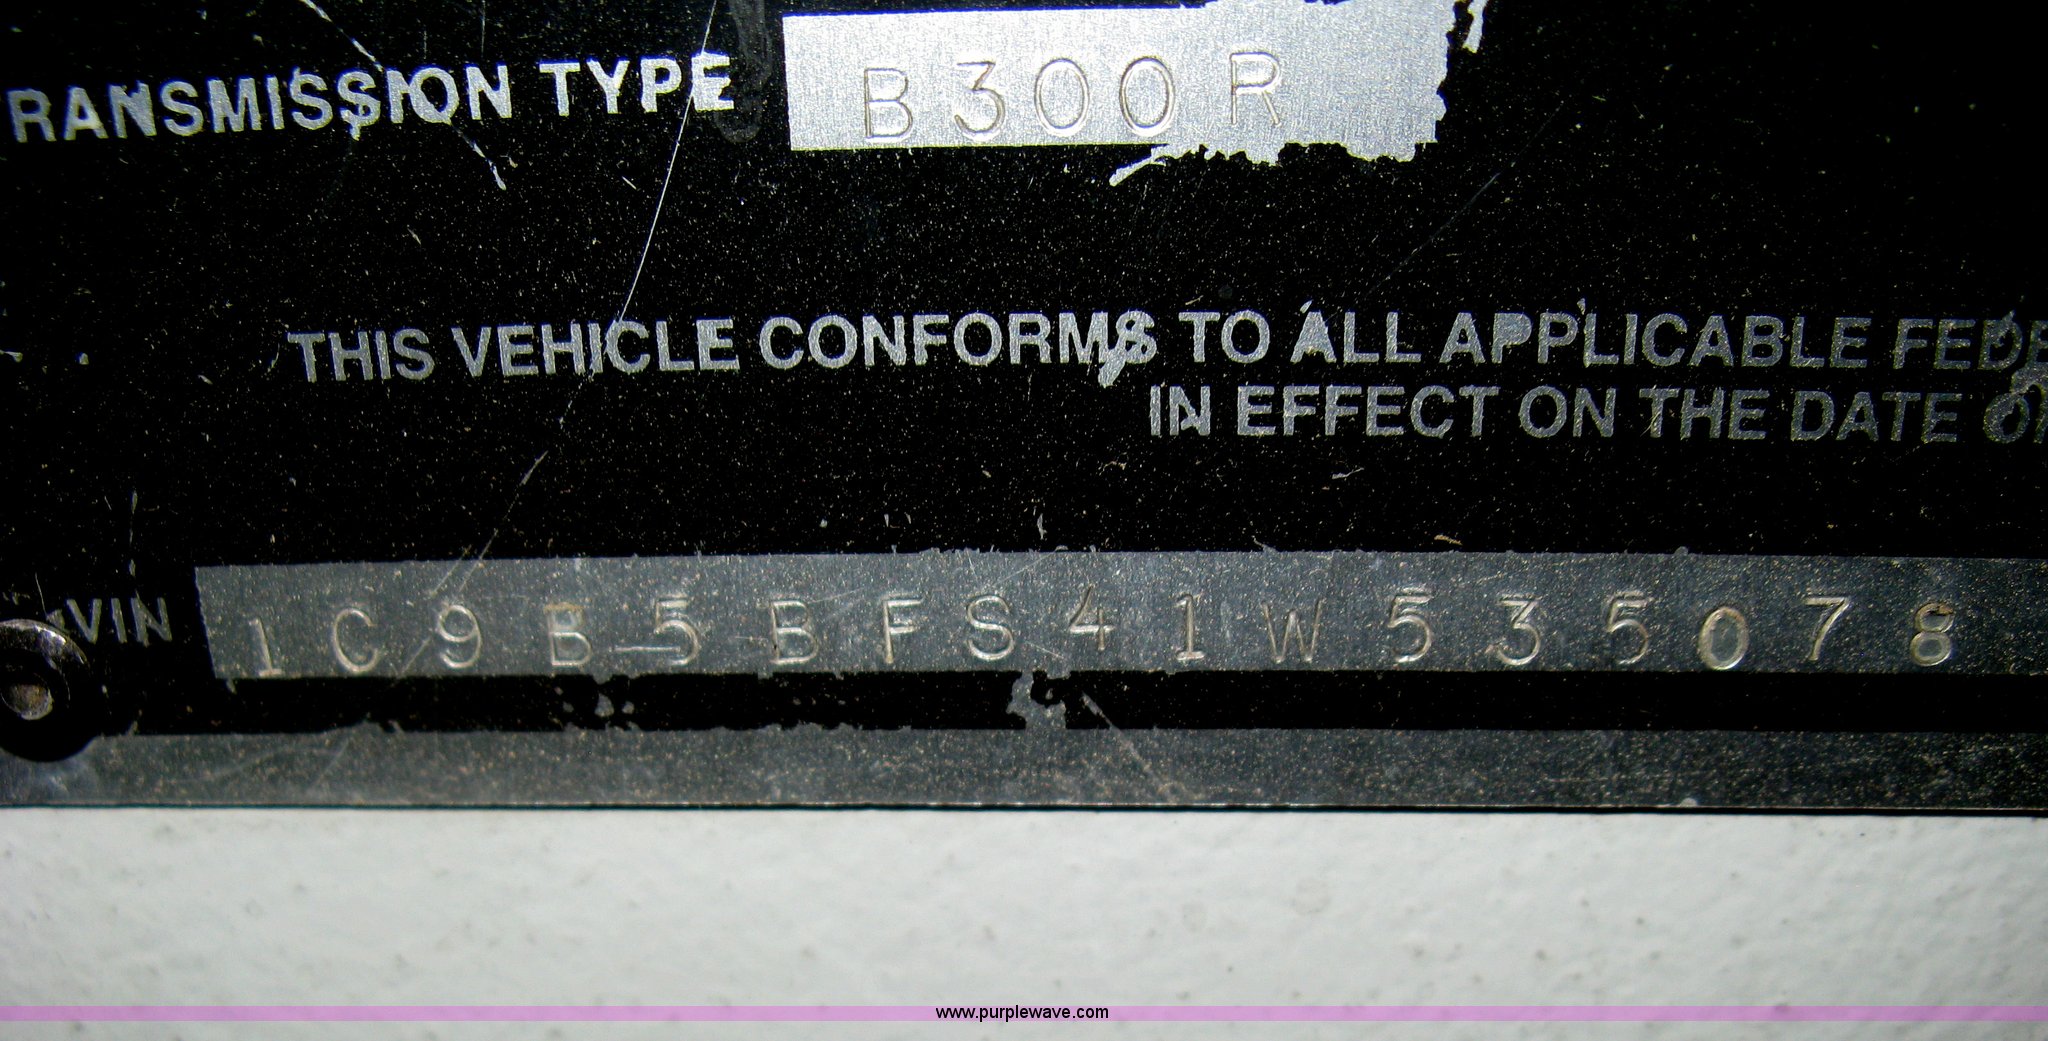 RANSMISSION TYPE B300R
THIS VEHICLE CONFORMS TO ALL APPLICABLE FEDE
IN EFFECT ON THE DATE O
VIN 1C9B5BFS41W535078
www.purplewave.com